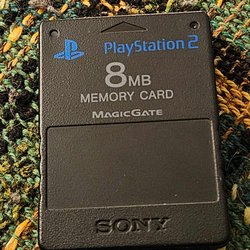 PlayStation 2
8MB
MEMORY CARD
MAGICGATE
SONY